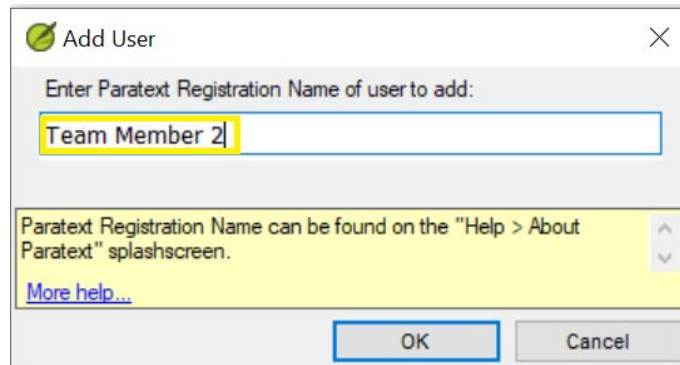 Add User
Enter Paratext Registration Name of user to add:
Team Member 2
Paratext Registration Name can be found on the "Help > About
Paratext" splashscreen.
More help...
OK
Cancel